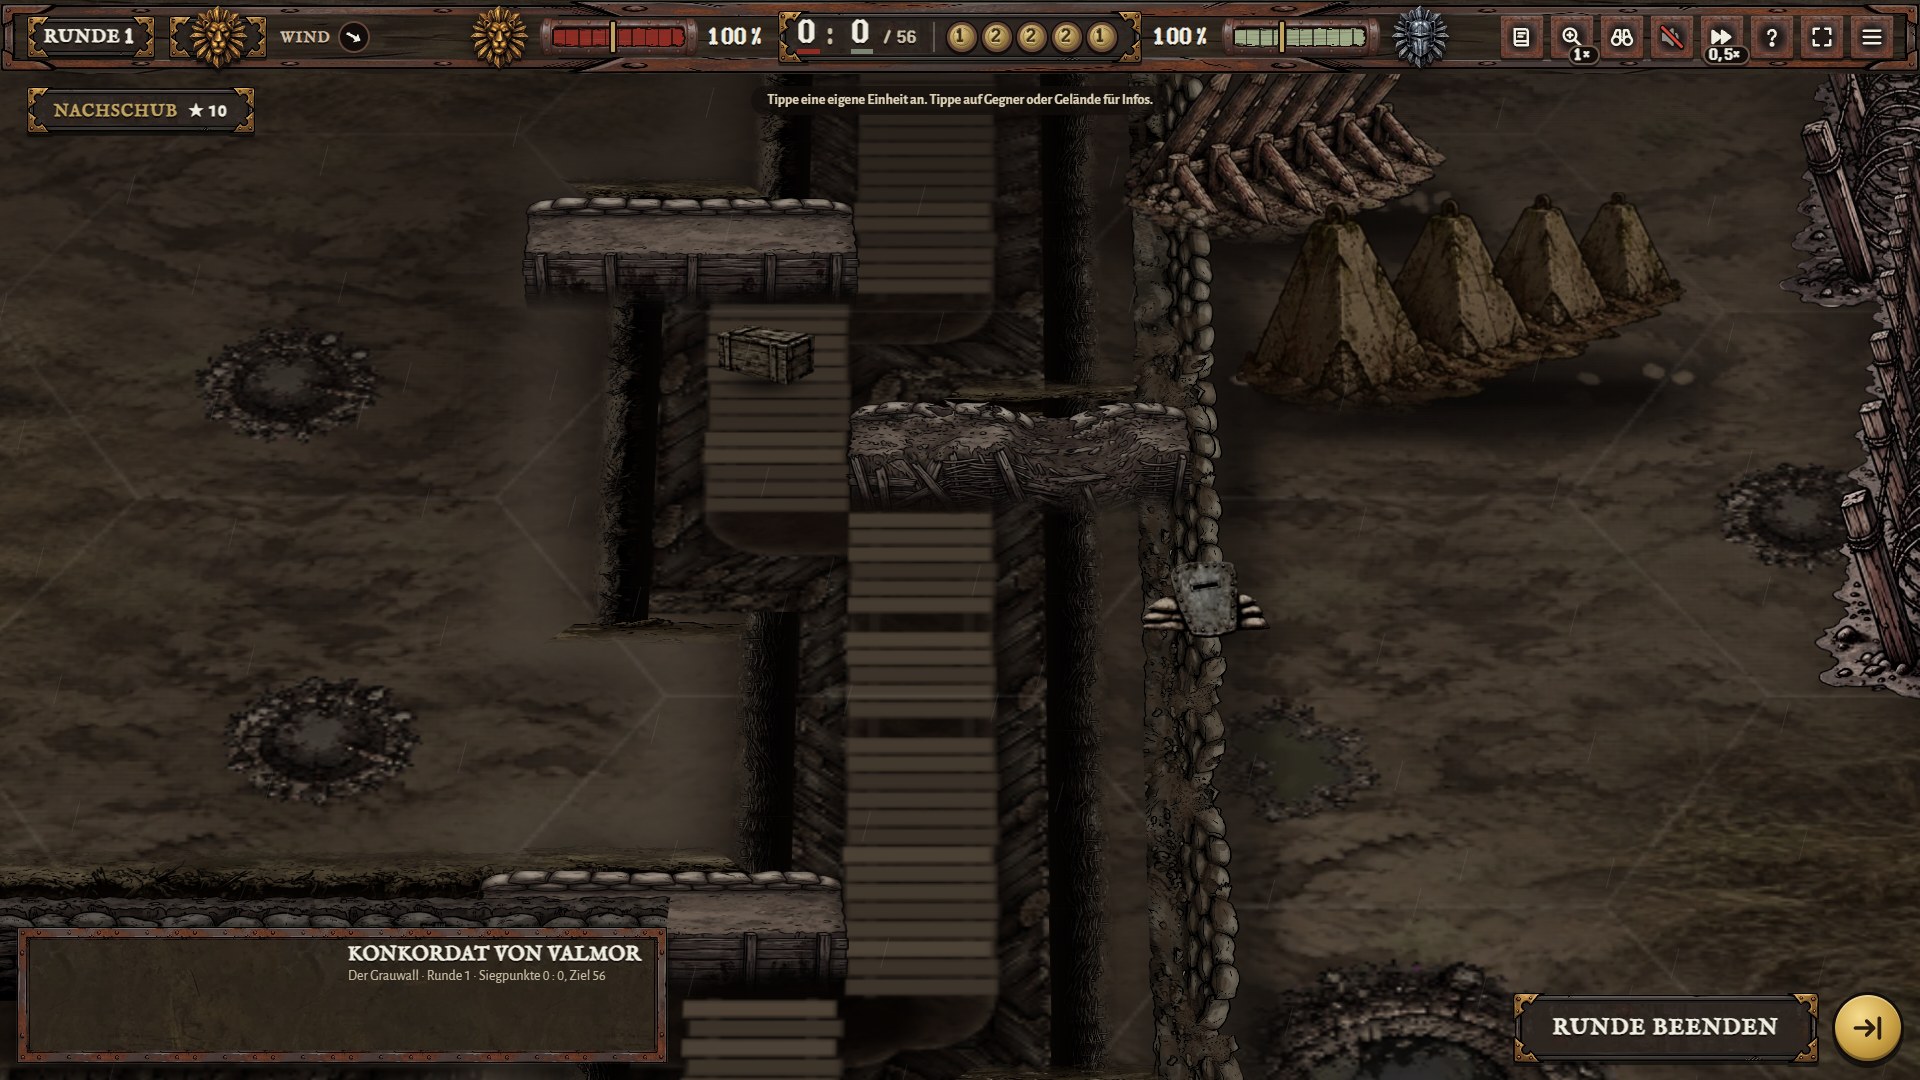 RUNDE 1
WIND
100 %
0 : 0 / 56
1 2 2 2 1
100 %
1×
0,5×
?
NACHSCHUB ★ 10
Tippe eine eigene Einheit an. Tippe auf Gegner oder Gelände für Infos.
KONKORDAT VON VALMOR
Der Grauwall · Runde 1 · Siegpunkte 0 : 0, Ziel 56
RUNDE BEENDEN